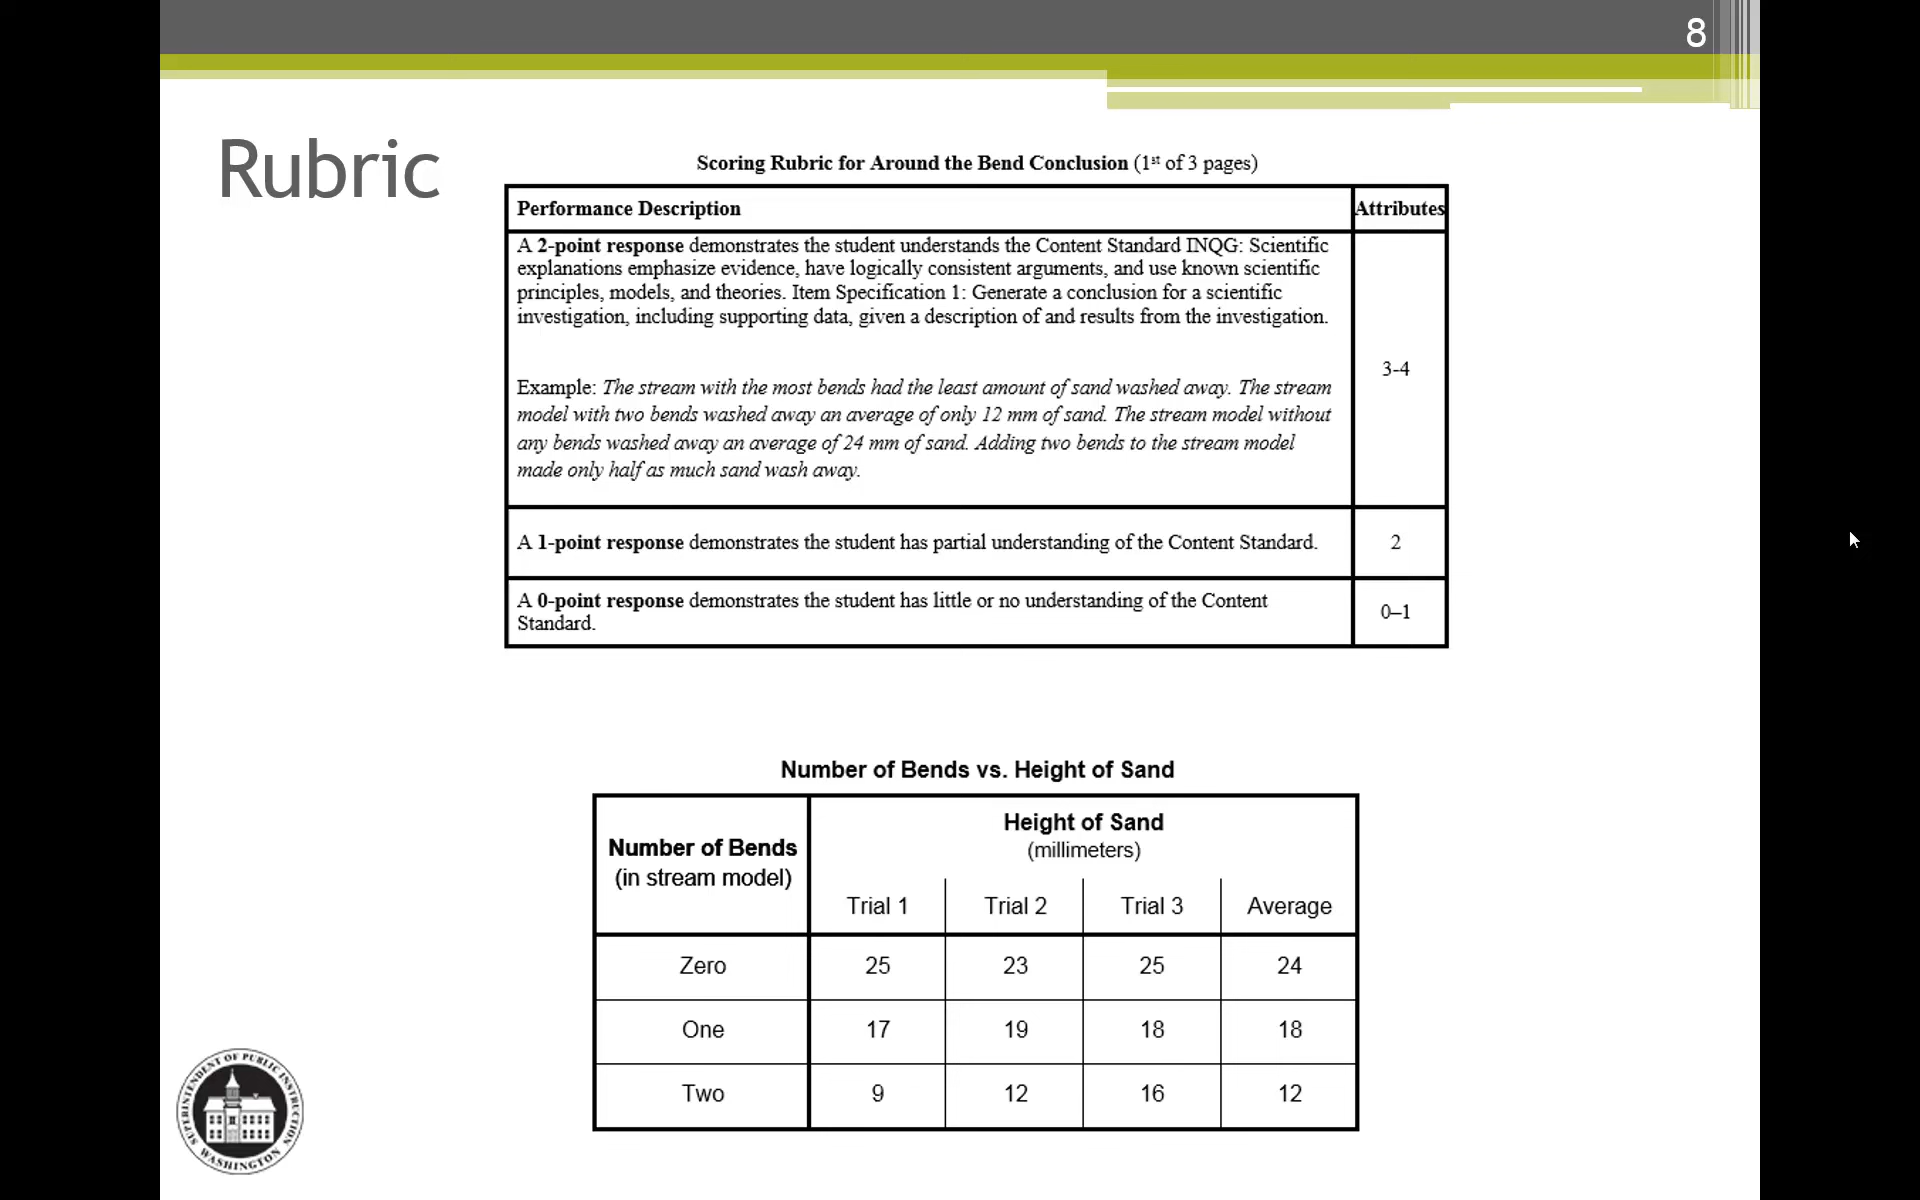 8
Rubric
Scoring Rubric for Around the Bend Conclusion (1st of 3 pages)
Performance Description Attributes
A 2-point response demonstrates the student understands the Content Standard INQG: Scientific
explanations emphasize evidence, have logically consistent arguments, and use known scientific
principles, models, and theories. Item Specification 1: Generate a conclusion for a scientific
investigation, including supporting data, given a description of and results from the investigation.
Example: The stream with the most bends had the least amount of sand washed away. The stream
model with two bends washed away an average of only 12 mm of sand. The stream model without
any bends washed away an average of 24 mm of sand. Adding two bends to the stream model
made only half as much sand wash away.
3-4
A 1-point response demonstrates the student has partial understanding of the Content Standard. 2
A 0-point response demonstrates the student has little or no understanding of the Content
Standard.
0–1
Number of Bends vs. Height of Sand
Number of Bends
(in stream model)
Height of Sand
(millimeters)
Trial 1 Trial 2 Trial 3 Average
Zero 25 23 25 24
One 17 19 18 18
Two 9 12 16 12
SUPERINTENDENT OF PUBLIC INSTRUCTION
WASHINGTON